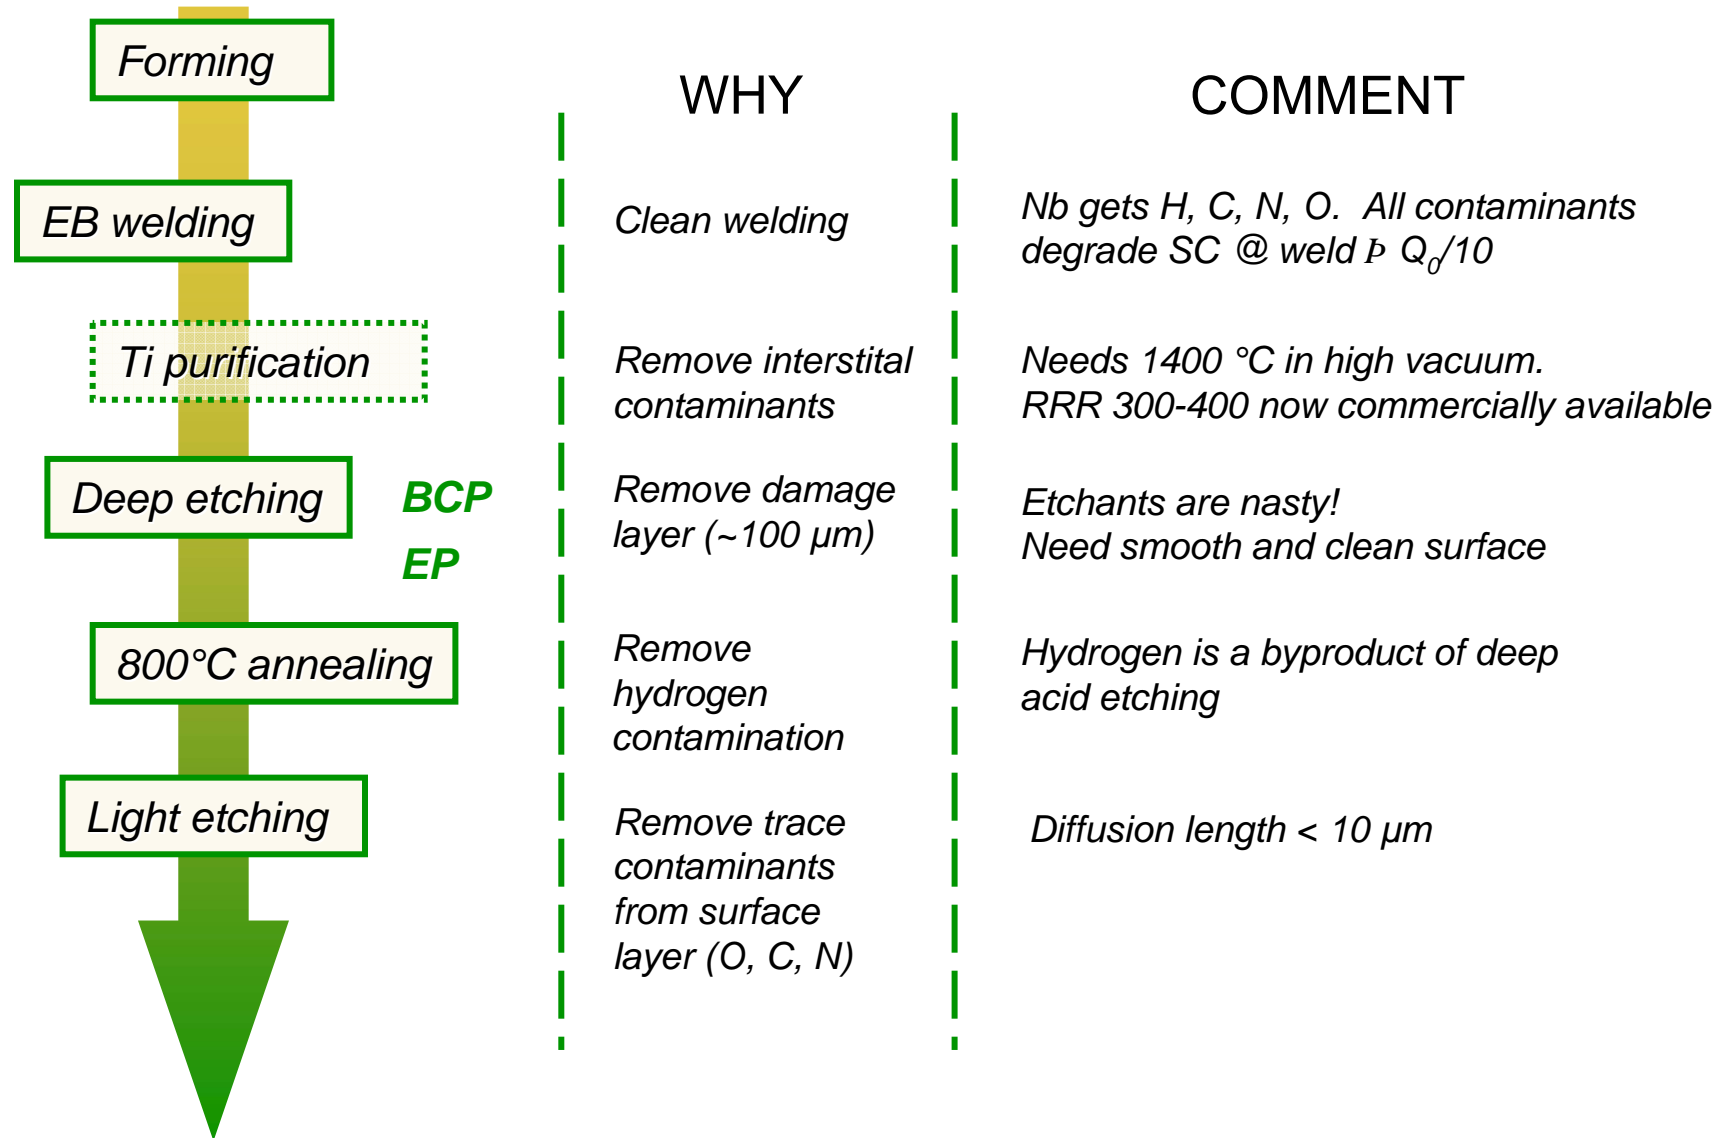 Forming
WHY
COMMENT
EB welding
Clean welding
Nb gets H, C, N, O. All contaminants
degrade SC @ weld Þ Q0/10
Ti purification
Remove interstital
contaminants
Needs 1400 °C in high vacuum.
RRR 300-400 now commercially available
Deep etching
BCP
EP
Remove damage
layer (~100 µm)
Etchants are nasty!
Need smooth and clean surface
800°C annealing
Remove
hydrogen
contamination
Hydrogen is a byproduct of deep
acid etching
Light etching
Remove trace
contaminants
from surface
layer (O, C, N)
Diffusion length < 10 µm